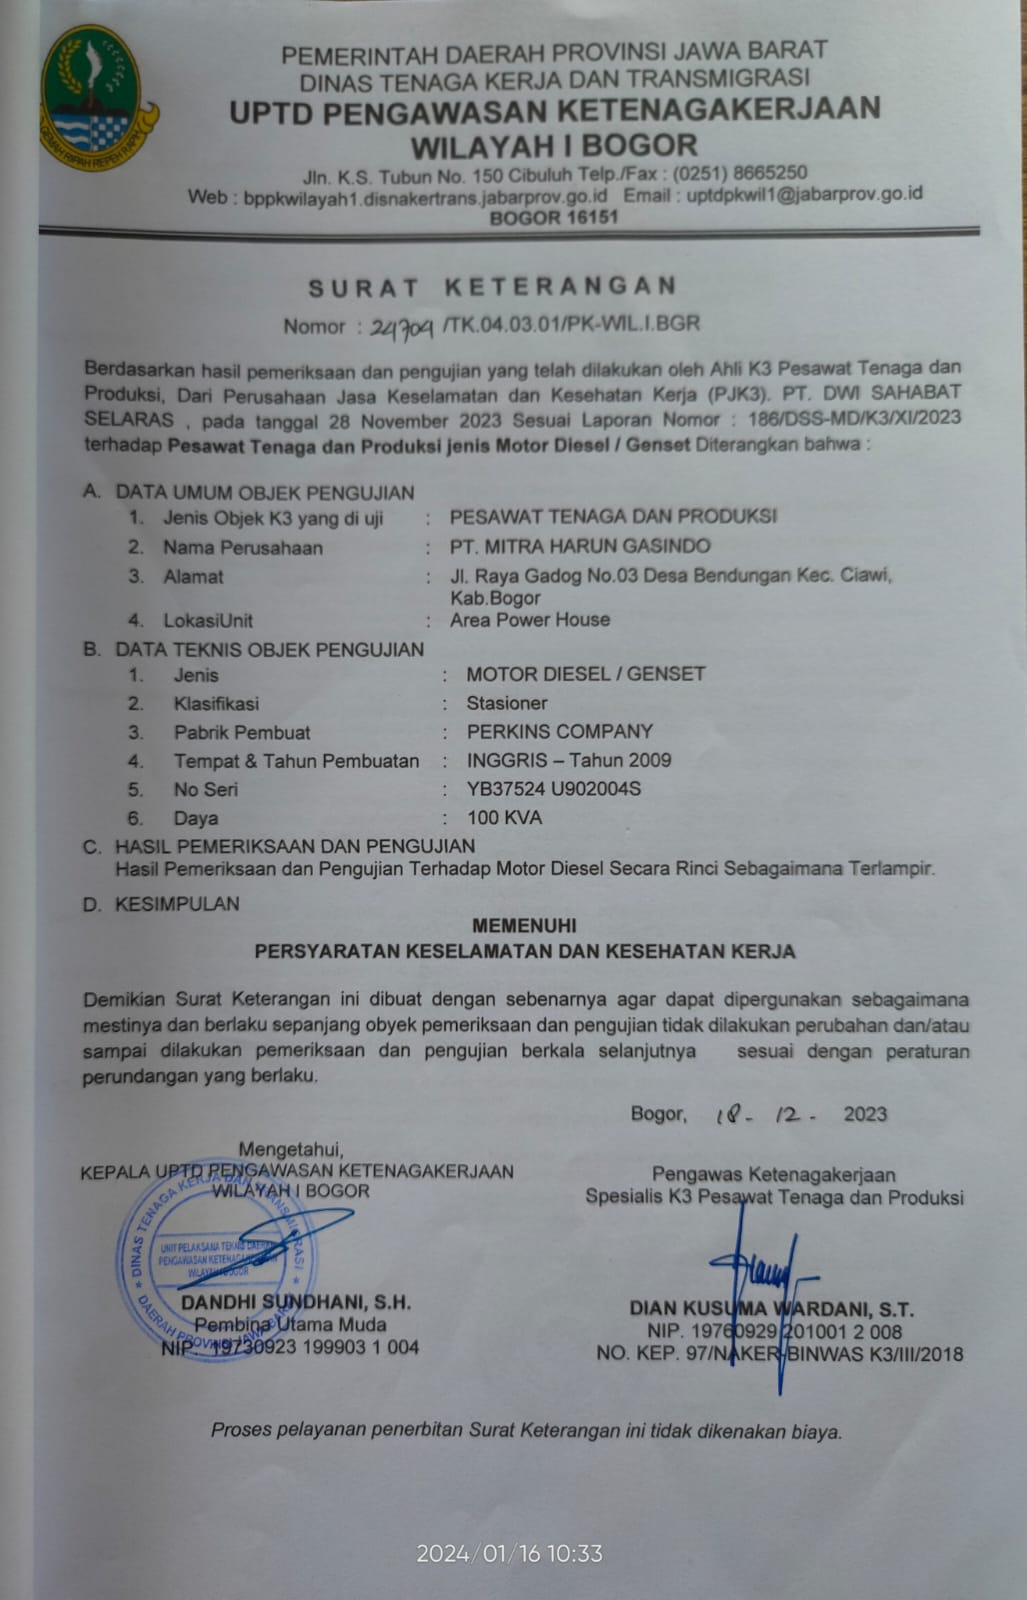 PEMERINTAH DAERAH PROVINSI JAWA BARAT
DINAS TENAGA KERJA DAN TRANSMIGRASI
UPTD PENGAWASAN KETENAGAKERJAAN
WILAYAH I BOGOR
Jln. K.S. Tubun No. 150 Cibuluh Telp./Fax : (0251) 8665250
Web : bppkwilayah1.disnakertrans.jabarprov.go.id Email : uptdpkwil1@jabarprov.go.id
BOGOR 16151
GEMAH RIPAH REPEH RAPIH
SURAT KETERANGAN
Nomor : 24704 /TK.04.03.01/PK-WIL.I.BGR
Berdasarkan hasil pemeriksaan dan pengujian yang telah dilakukan oleh Ahli K3 Pesawat Tenaga dan
Produksi, Dari Perusahaan Jasa Keselamatan dan Kesehatan Kerja (PJK3). PT. DWI SAHABAT
SELARAS , pada tanggal 28 November 2023 Sesuai Laporan Nomor : 186/DSS-MD/K3/XI/2023
terhadap Pesawat Tenaga dan Produksi jenis Motor Diesel / Genset Diterangkan bahwa :
A. DATA UMUM OBJEK PENGUJIAN
1. Jenis Objek K3 yang di uji : PESAWAT TENAGA DAN PRODUKSI
2. Nama Perusahaan : PT. MITRA HARUN GASINDO
3. Alamat : Jl. Raya Gadog No.03 Desa Bendungan Kec. Ciawi,
Kab.Bogor
4. LokasiUnit : Area Power House
B. DATA TEKNIS OBJEK PENGUJIAN
1. Jenis : MOTOR DIESEL / GENSET
2. Klasifikasi : Stasioner
3. Pabrik Pembuat : PERKINS COMPANY
4. Tempat & Tahun Pembuatan : INGGRIS – Tahun 2009
5. No Seri : YB37524 U902004S
6. Daya : 100 KVA
C. HASIL PEMERIKSAAN DAN PENGUJIAN
Hasil Pemeriksaan dan Pengujian Terhadap Motor Diesel Secara Rinci Sebagaimana Terlampir.
D. KESIMPULAN
MEMENUHI
PERSYARATAN KESELAMATAN DAN KESEHATAN KERJA
Demikian Surat Keterangan ini dibuat dengan sebenarnya agar dapat dipergunakan sebagaimana
mestinya dan berlaku sepanjang obyek pemeriksaan dan pengujian tidak dilakukan perubahan dan/atau
sampai dilakukan pemeriksaan dan pengujian berkala selanjutnya sesuai dengan peraturan
perundangan yang berlaku.
Bogor, 18 - 12 - 2023
Mengetahui,
KEPALA UPTD PENGAWASAN KETENAGAKERJAAN
WILAYAH I BOGOR
DINAS TENAGA KERJA DAN TRANSMIGRASI
UNIT PELAKSANA TEKNIS DAERAH
PENGAWASAN KETENAGAKERJAAN
WILAYAH I BOGOR
DAERAH PROVINSI JAWA BARAT
DANDHI SUNDHANI, S.H.
Pembina Utama Muda
NIP. 19730923 199903 1 004
Pengawas Ketenagakerjaan
Spesialis K3 Pesawat Tenaga dan Produksi
DIAN KUSUMA WARDANI, S.T.
NIP. 19760929 201001 2 008
NO. KEP. 97/NAKER-BINWAS K3/III/2018
Proses pelayanan penerbitan Surat Keterangan ini tidak dikenakan biaya.
2024/01/16 10:33